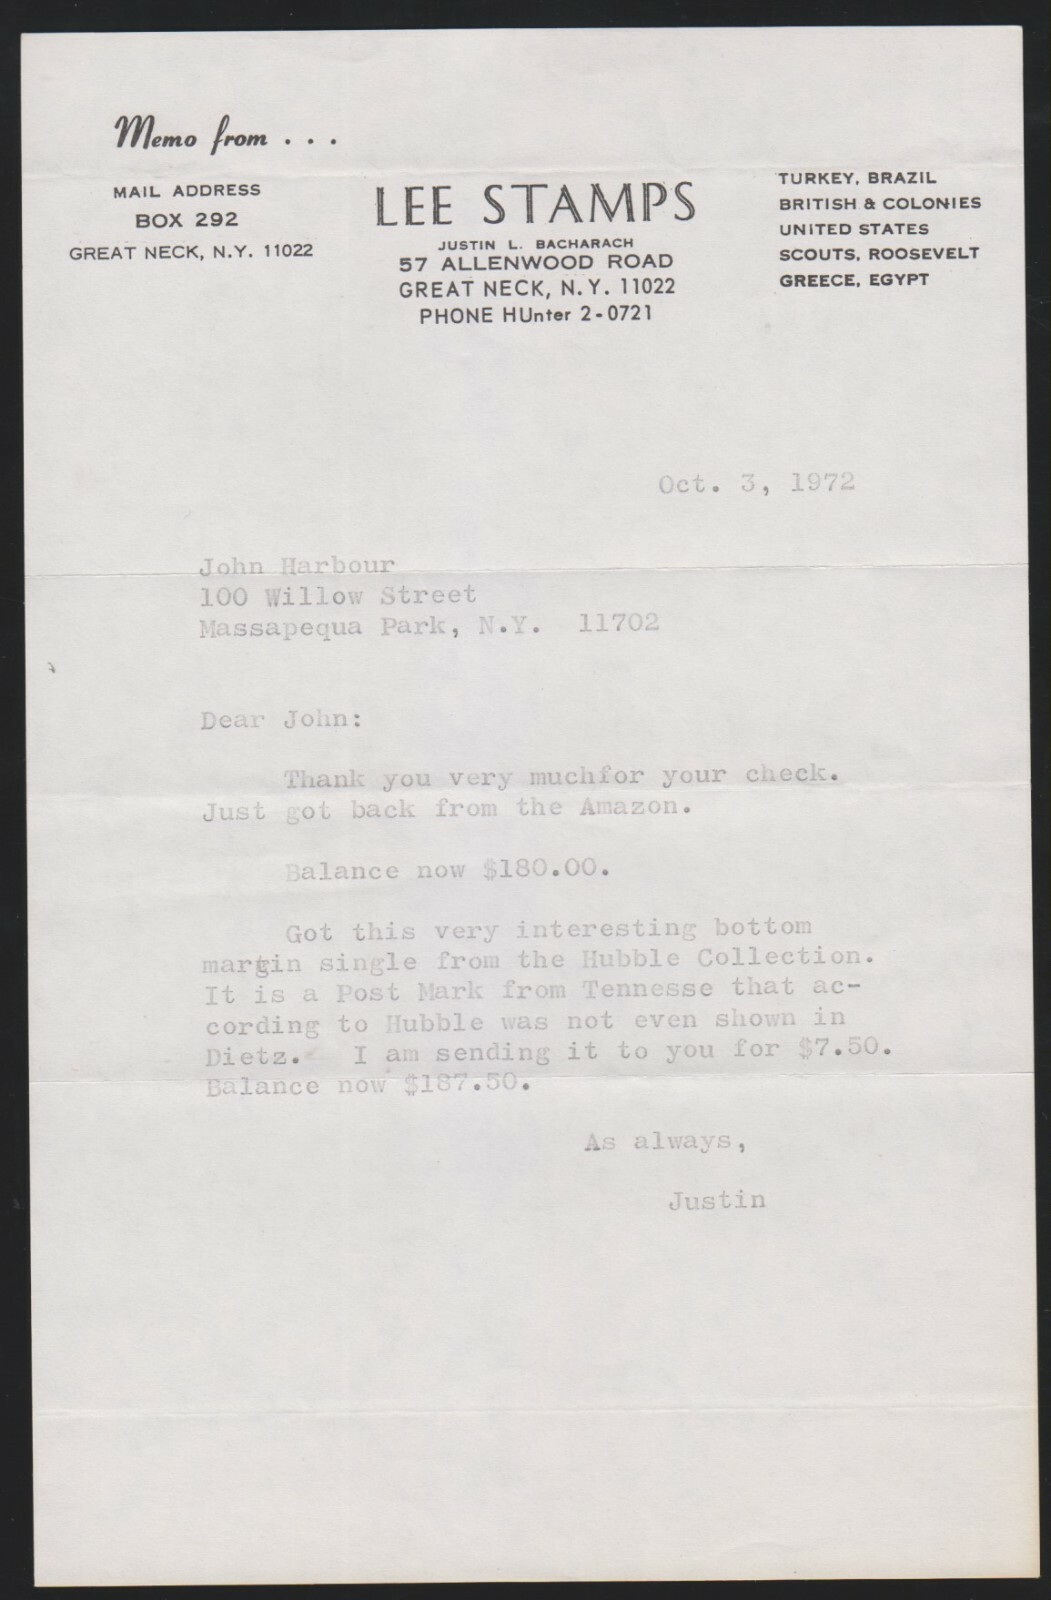 Memo from . . .
MAIL ADDRESS
BOX 292
GREAT NECK, N.Y. 11022
LEE STAMPS
JUSTIN L. BACHARACH
57 ALLENWOOD ROAD
GREAT NECK, N.Y. 11022
PHONE HUnter 2-0721
TURKEY, BRAZIL
BRITISH & COLONIES
UNITED STATES
SCOUTS, ROOSEVELT
GREECE, EGYPT
Oct. 3, 1972
John Harbour
100 Willow Street
Massapequa Park, N.Y. 11702
Dear John:
Thank you very muchfor your check.
Just got back from the Amazon.
Balance now $180.00.
Got this very interesting bottom
margin single from the Hubble Collection.
It is a Post Mark from Tennesse that ac-
cording to Hubble was not even shown in
Dietz. I am sending it to you for $7.50.
Balance now $187.50.
As always,
Justin